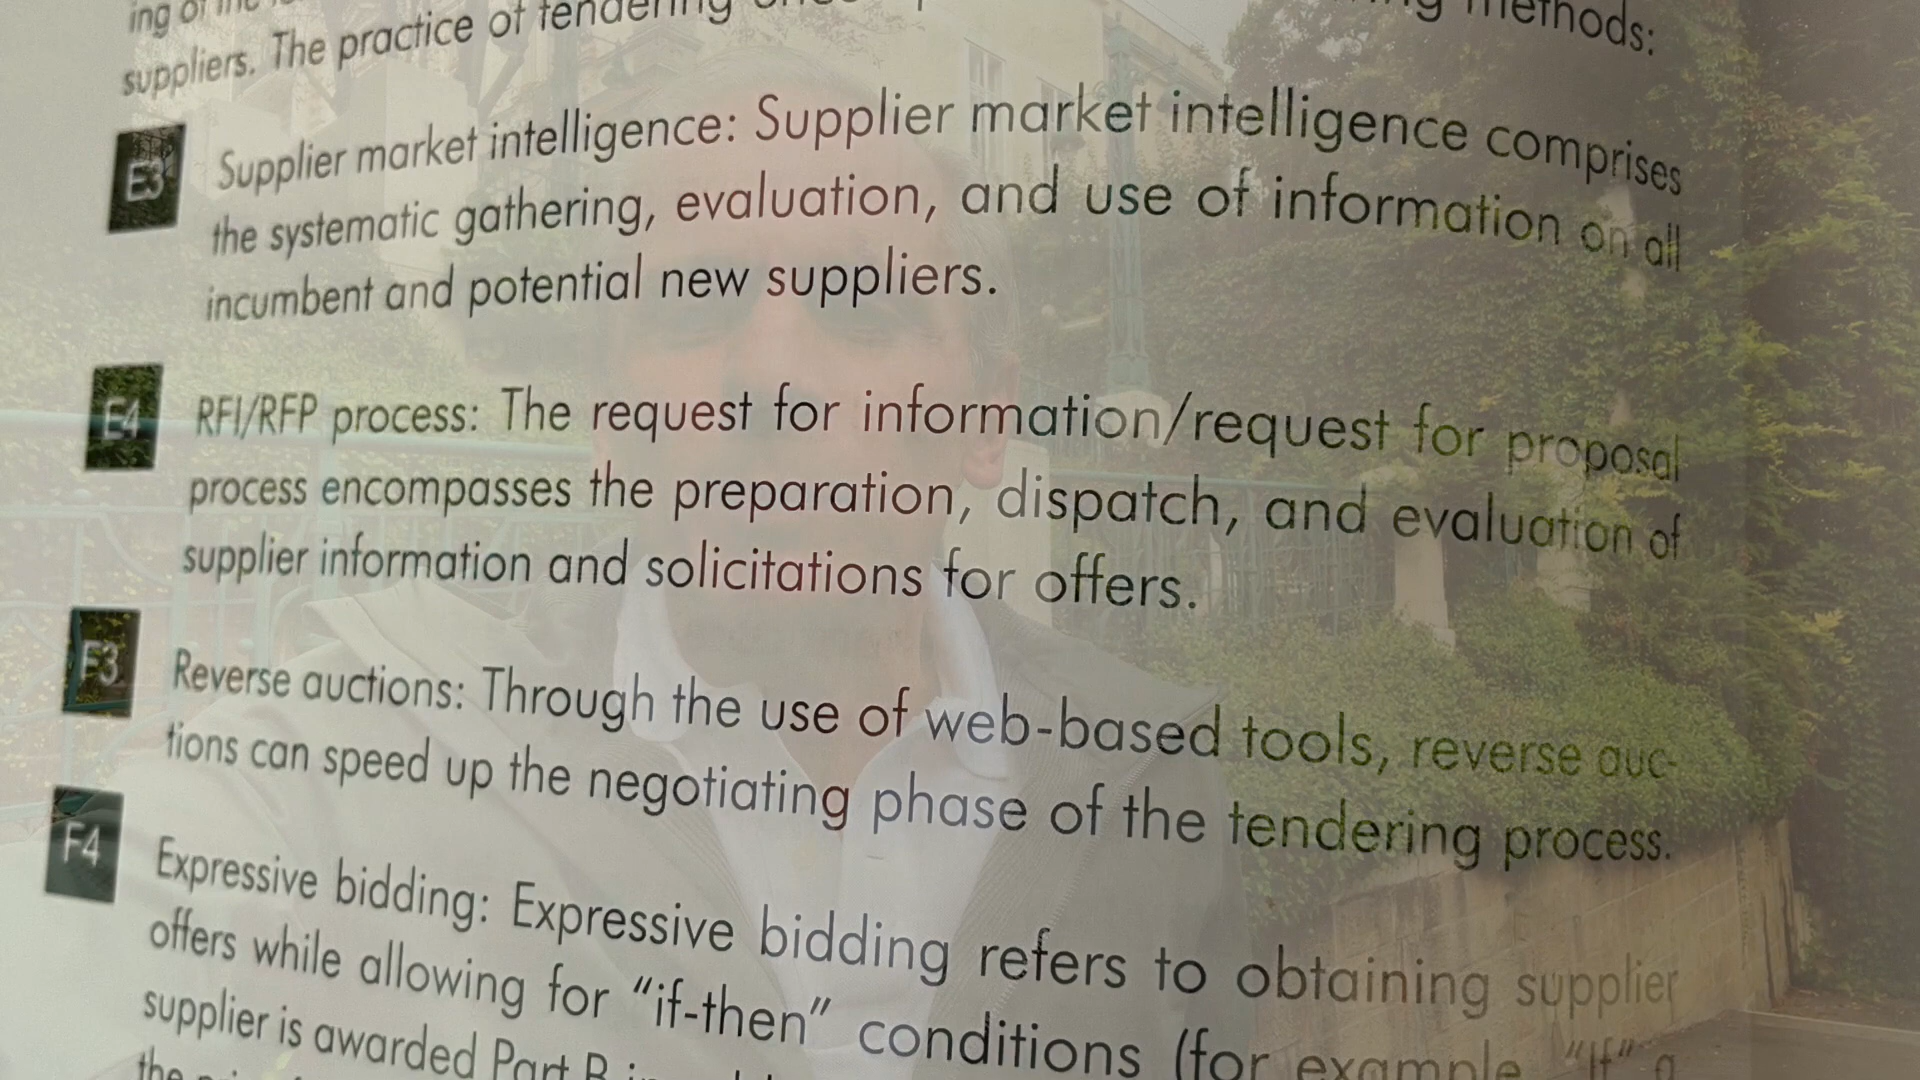 suppliers. The practice of tendering
methods:
E3 Supplier market intelligence: Supplier market intelligence comprises
the systematic gathering, evaluation, and use of information on all
incumbent and potential new suppliers.
E4 RFI/RFP process: The request for information/request for proposal
process encompasses the preparation, dispatch, and evaluation of
supplier information and solicitations for offers.
F3 Reverse auctions: Through the use of web-based tools, reverse auc-
tions can speed up the negotiating phase of the tendering process.
F4 Expressive bidding: Expressive bidding refers to obtaining supplier
offers while allowing for “if-then” conditions (for example, “If” a
supplier is awarded Part B
the